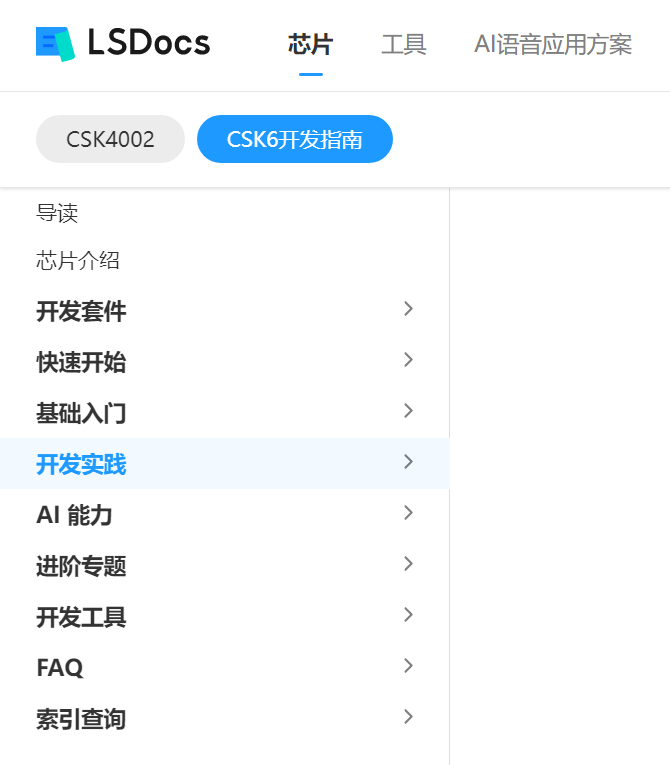 LSDocs 芯片 工具 AI语音应用方案
CSK4002 CSK6开发指南
导读
芯片介绍
开发套件
快速开始
基础入门
开发实践
AI 能力
进阶专题
开发工具
FAQ
索引查询